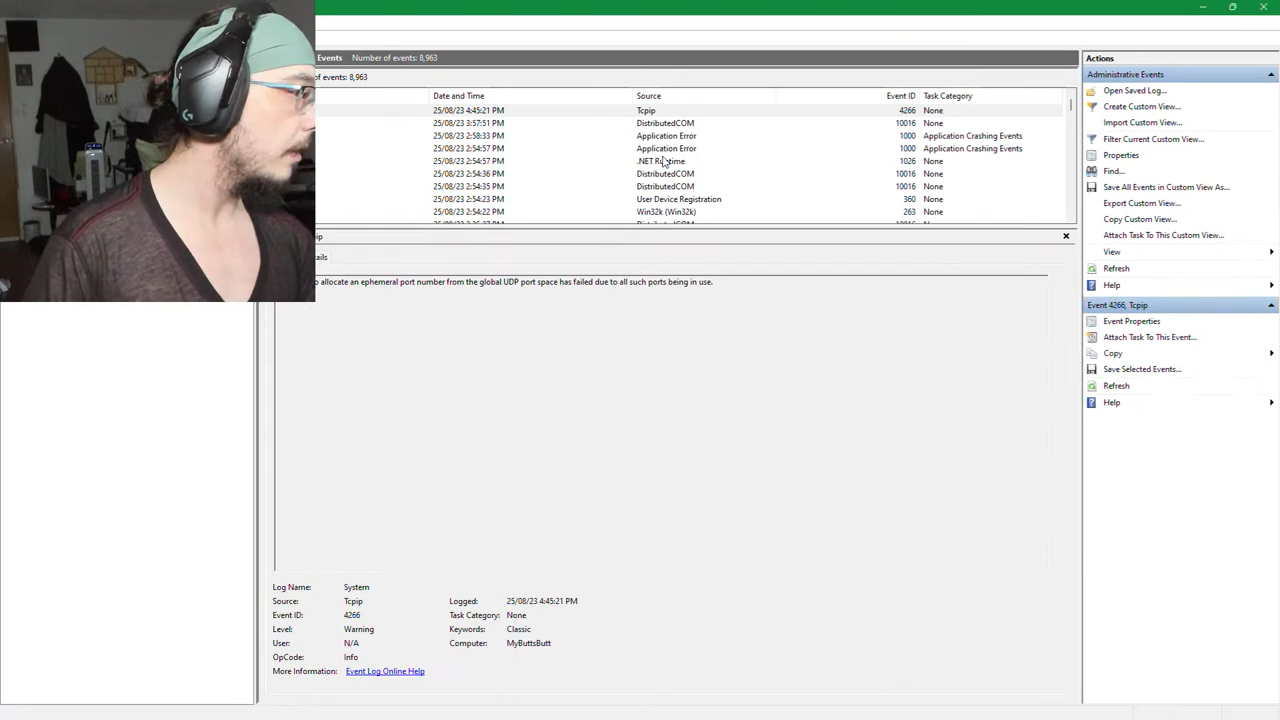 Events Number of events: 8,963
of events: 8,963
Date and Time Source Event ID Task Category
25/08/23 4:45:21 PM Tcpip 4266 None
25/08/23 3:57:51 PM DistributedCOM 10016 None
25/08/23 2:58:33 PM Application Error 1000 Application Crashing Events
25/08/23 2:54:57 PM Application Error 1000 Application Crashing Events
25/08/23 2:54:57 PM .NET Runtime 1026 None
25/08/23 2:54:36 PM DistributedCOM 10016 None
25/08/23 2:54:35 PM DistributedCOM 10016 None
25/08/23 2:54:23 PM User Device Registration 360 None
25/08/23 2:54:22 PM Win32k (Win32k) 263 None
to allocate an ephemeral port number from the global UDP port space has failed due to all such ports being in use.
Log Name: System
Source: Tcpip Logged: 25/08/23 4:45:21 PM
Event ID: 4266 Task Category: None
Level: Warning Keywords: Classic
User: N/A Computer: MyButtsButt
OpCode: Info
More Information: Event Log Online Help
Actions
Administrative Events
Open Saved Log...
Create Custom View...
Import Custom View...
Filter Current Custom View...
Properties
Find...
Save All Events in Custom View As...
Export Custom View...
Copy Custom View...
Attach Task To This Custom View...
View
Refresh
Help
Event 4266, Tcpip
Event Properties
Attach Task To This Event...
Copy
Save Selected Events...
Refresh
Help